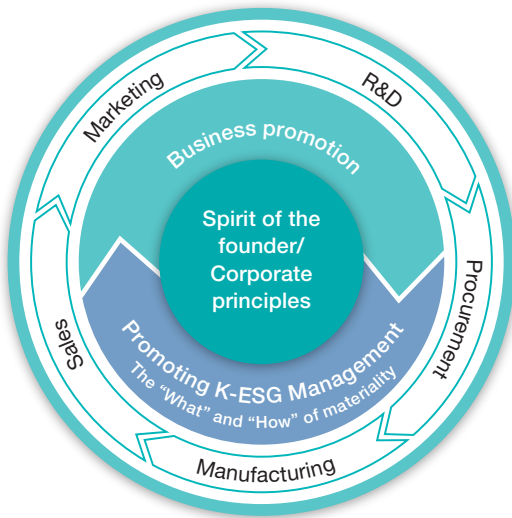 Marketing
R&D
Business promotion
Spirit of the
founder/
Corporate
principles
Procurement
Sales
Promoting K-ESG Management
The “What” and “How” of materiality
Manufacturing